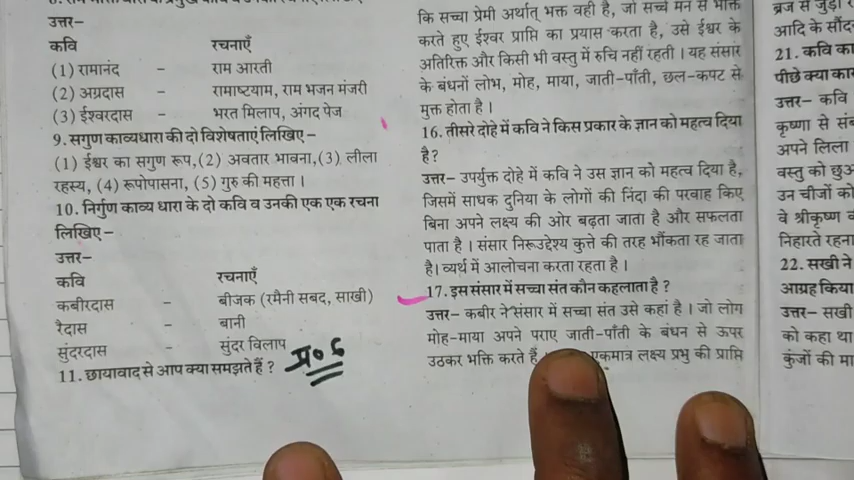 उत्तर–
कवि रचनाएँ
(1) रामानंद – राम आरती
(2) अग्रदास – रामाष्टयाम, राम भजन मंजरी
(3) ईश्वरदास – भरत मिलाप, अंगद पेज
9. सगुण काव्यधारा की दो विशेषताएं लिखिए –
(1) ईश्वर का सगुण रूप, (2) अवतार भावना, (3) लीला
रहस्य, (4) रूपोपासना, (5) गुरु की महत्ता ।
10. निर्गुण काव्य धारा के दो कवि व उनकी एक एक रचना
लिखिए –
उत्तर–
कवि रचनाएँ
कबीरदास – बीजक (रमैनी सबद, साखी)
रैदास – बानी
सुंदरदास – सुंदर विलाप
11. छायावाद से आप क्या समझते हैं ? प्र० 6
कि सच्चा प्रेमी अर्थात् भक्त वही है, जो सच्चे मन से भक्ति
करते हुए ईश्वर प्राप्ति का प्रयास करता है, उसे ईश्वर के
अतिरिक्त और किसी भी वस्तु में रुचि नहीं रहती । यह संसार
के बंधनों लोभ, मोह, माया, जाती-पाँती, छल-कपट से
मुक्त होता है ।
16. तीसरे दोहे में कवि ने किस प्रकार के ज्ञान को महत्व दिया
है?
उत्तर– उपर्युक्त दोहे में कवि ने उस ज्ञान को महत्व दिया है,
जिसमें साधक दुनिया के लोगों की निंदा की परवाह किए
बिना अपने लक्ष्य की ओर बढ़ता जाता है और सफलता
पाता है । संसार निरूउद्देश्य कुत्ते की तरह भौंकता रह जाता
है। व्यर्थ में आलोचना करता रहता है ।
17. इस संसार में सच्चा संत कौन कहलाता है ?
उत्तर– कबीर ने संसार में सच्चा संत उसे कहां है । जो लोग
मोह-माया अपने पराए जाती-पाँती के बंधन से ऊपर
उठकर भक्ति करते हैं एकमात्र लक्ष्य प्रभु की प्राप्ति
ब्रज से जुड़ी
आदि के
21. कवि का
पीछे क्या
उत्तर– कवि
कृष्णा से
अपने लिला
वस्तु को
उन चीजों को
वे श्रीकृष्ण
निहारते रहना
22. सखी ने
आग्रह किया
उत्तर– सखी
को कहा था
कुंजों की